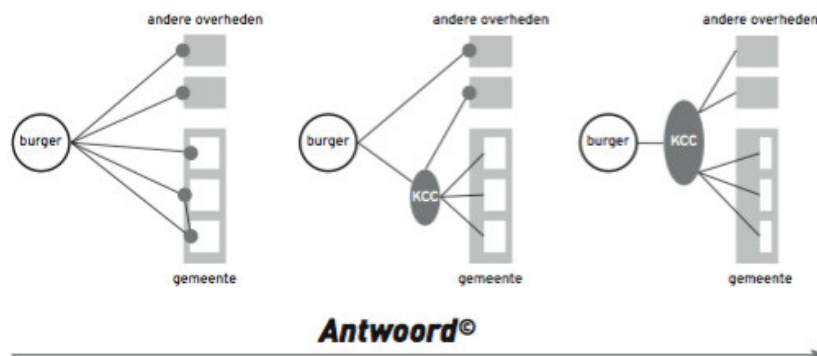 andere overheden
burger
gemeente
andere overheden
burger
KCC
gemeente
andere overheden
burger
KCC
gemeente
Antwoord©